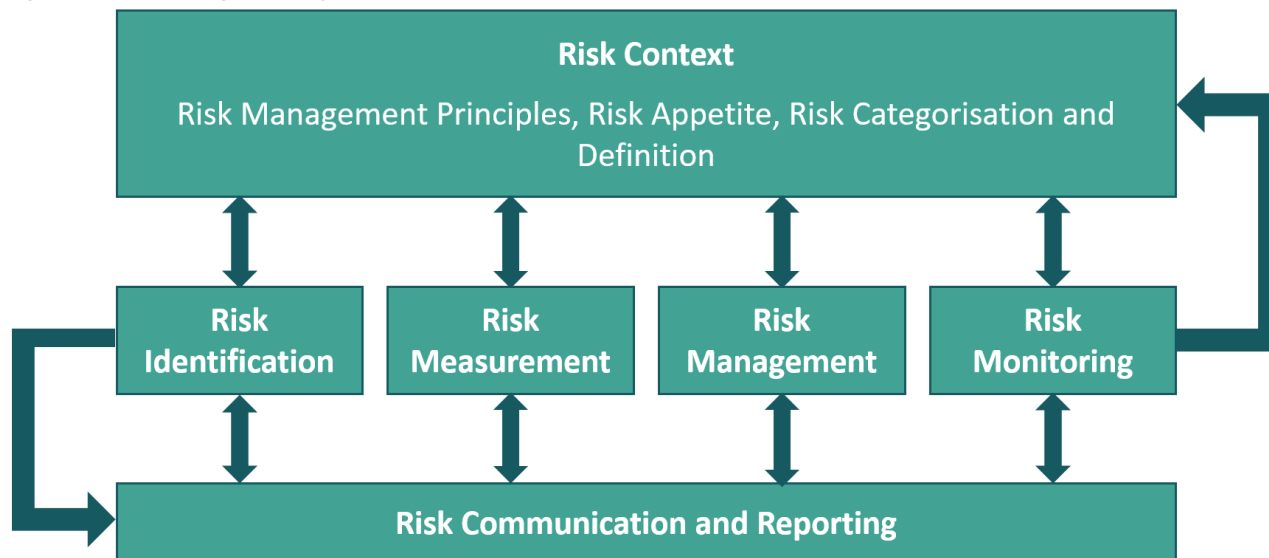 Risk Context
Risk Management Principles, Risk Appetite, Risk Categorisation and
Definition
Risk
Identification
Risk
Measurement
Risk
Management
Risk
Monitoring
Risk Communication and Reporting